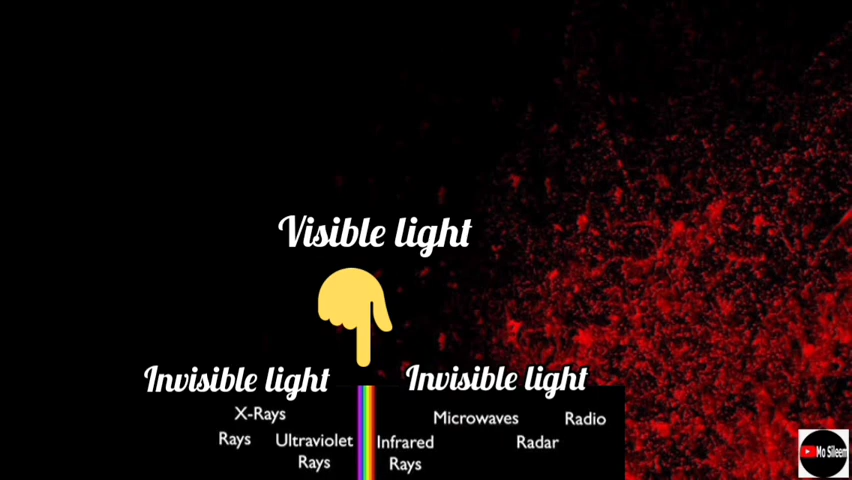 Visible light
Invisible light
Invisible light
X-Rays
Microwaves
Radio
Rays
Ultraviolet
Rays
Infrared
Rays
Radar
Mo Sileem